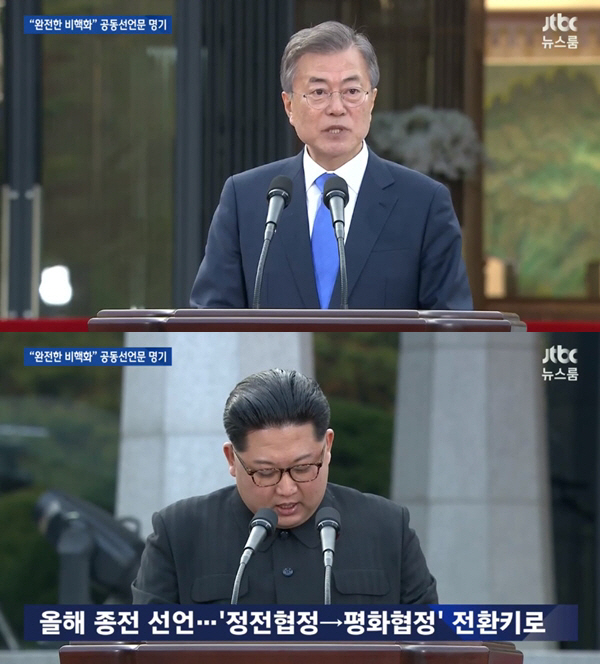 “완전한 비핵화” 공동선언문 명기
jtbc
뉴스룸
“완전한 비핵화” 공동선언문 명기
jtbc
뉴스룸
올해 종전 선언…'정전협정→평화협정' 전환키로